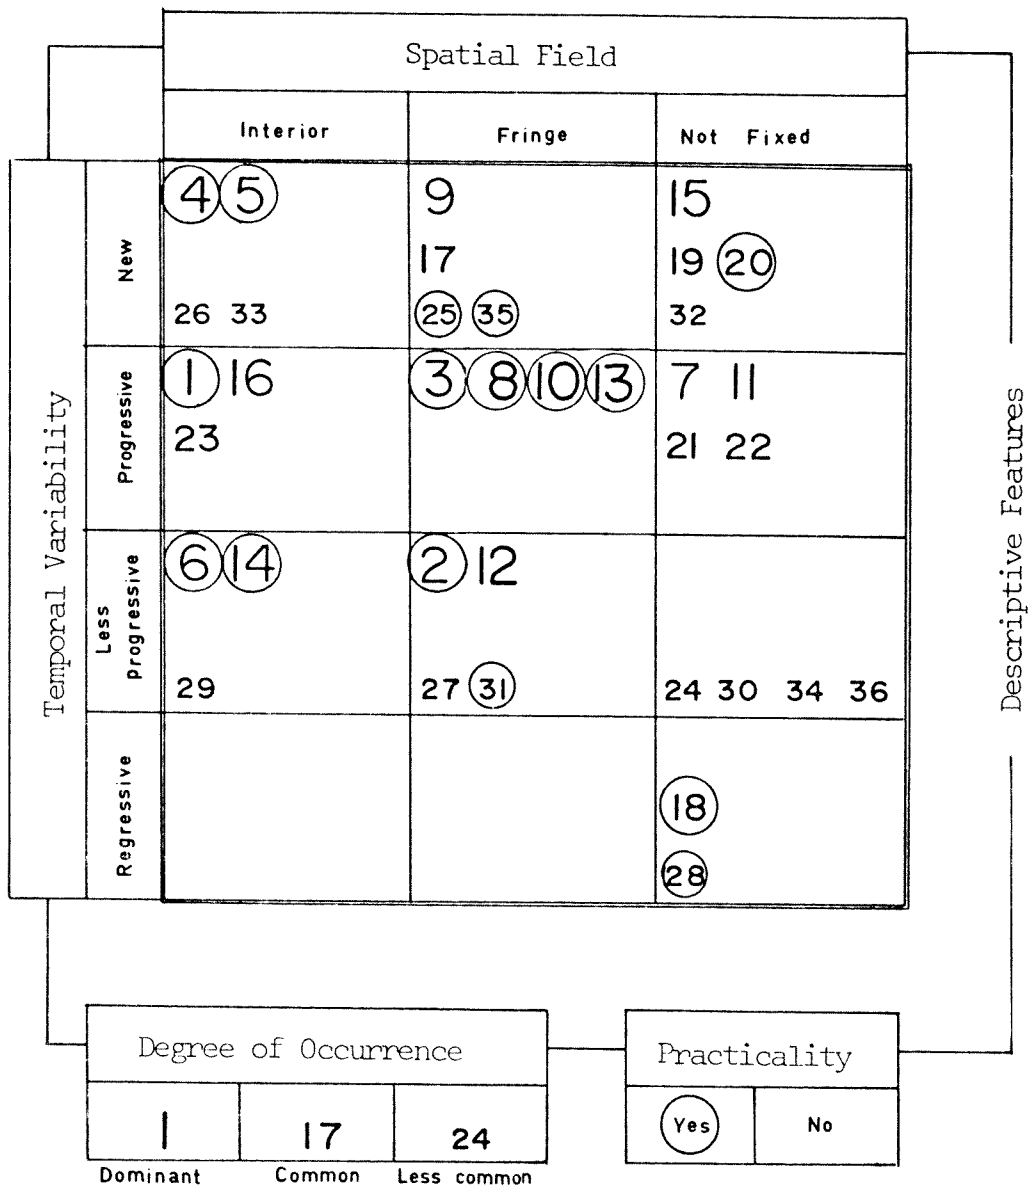 Spatial Field
Interior Fringe Not Fixed
Temporal Variability
Descriptive Features
New
4 5 9 15
17 19 20
26 33 25 35 32
Progressive
1 16 3 8 10 13 7 11
23 21 22
Less
progressive
6 14 2 12
29 27 31 24 30 34 36
Regressive
18
28
Degree of Occurrence
1 17 24
Dominant Common Less common
Practicality
Yes No